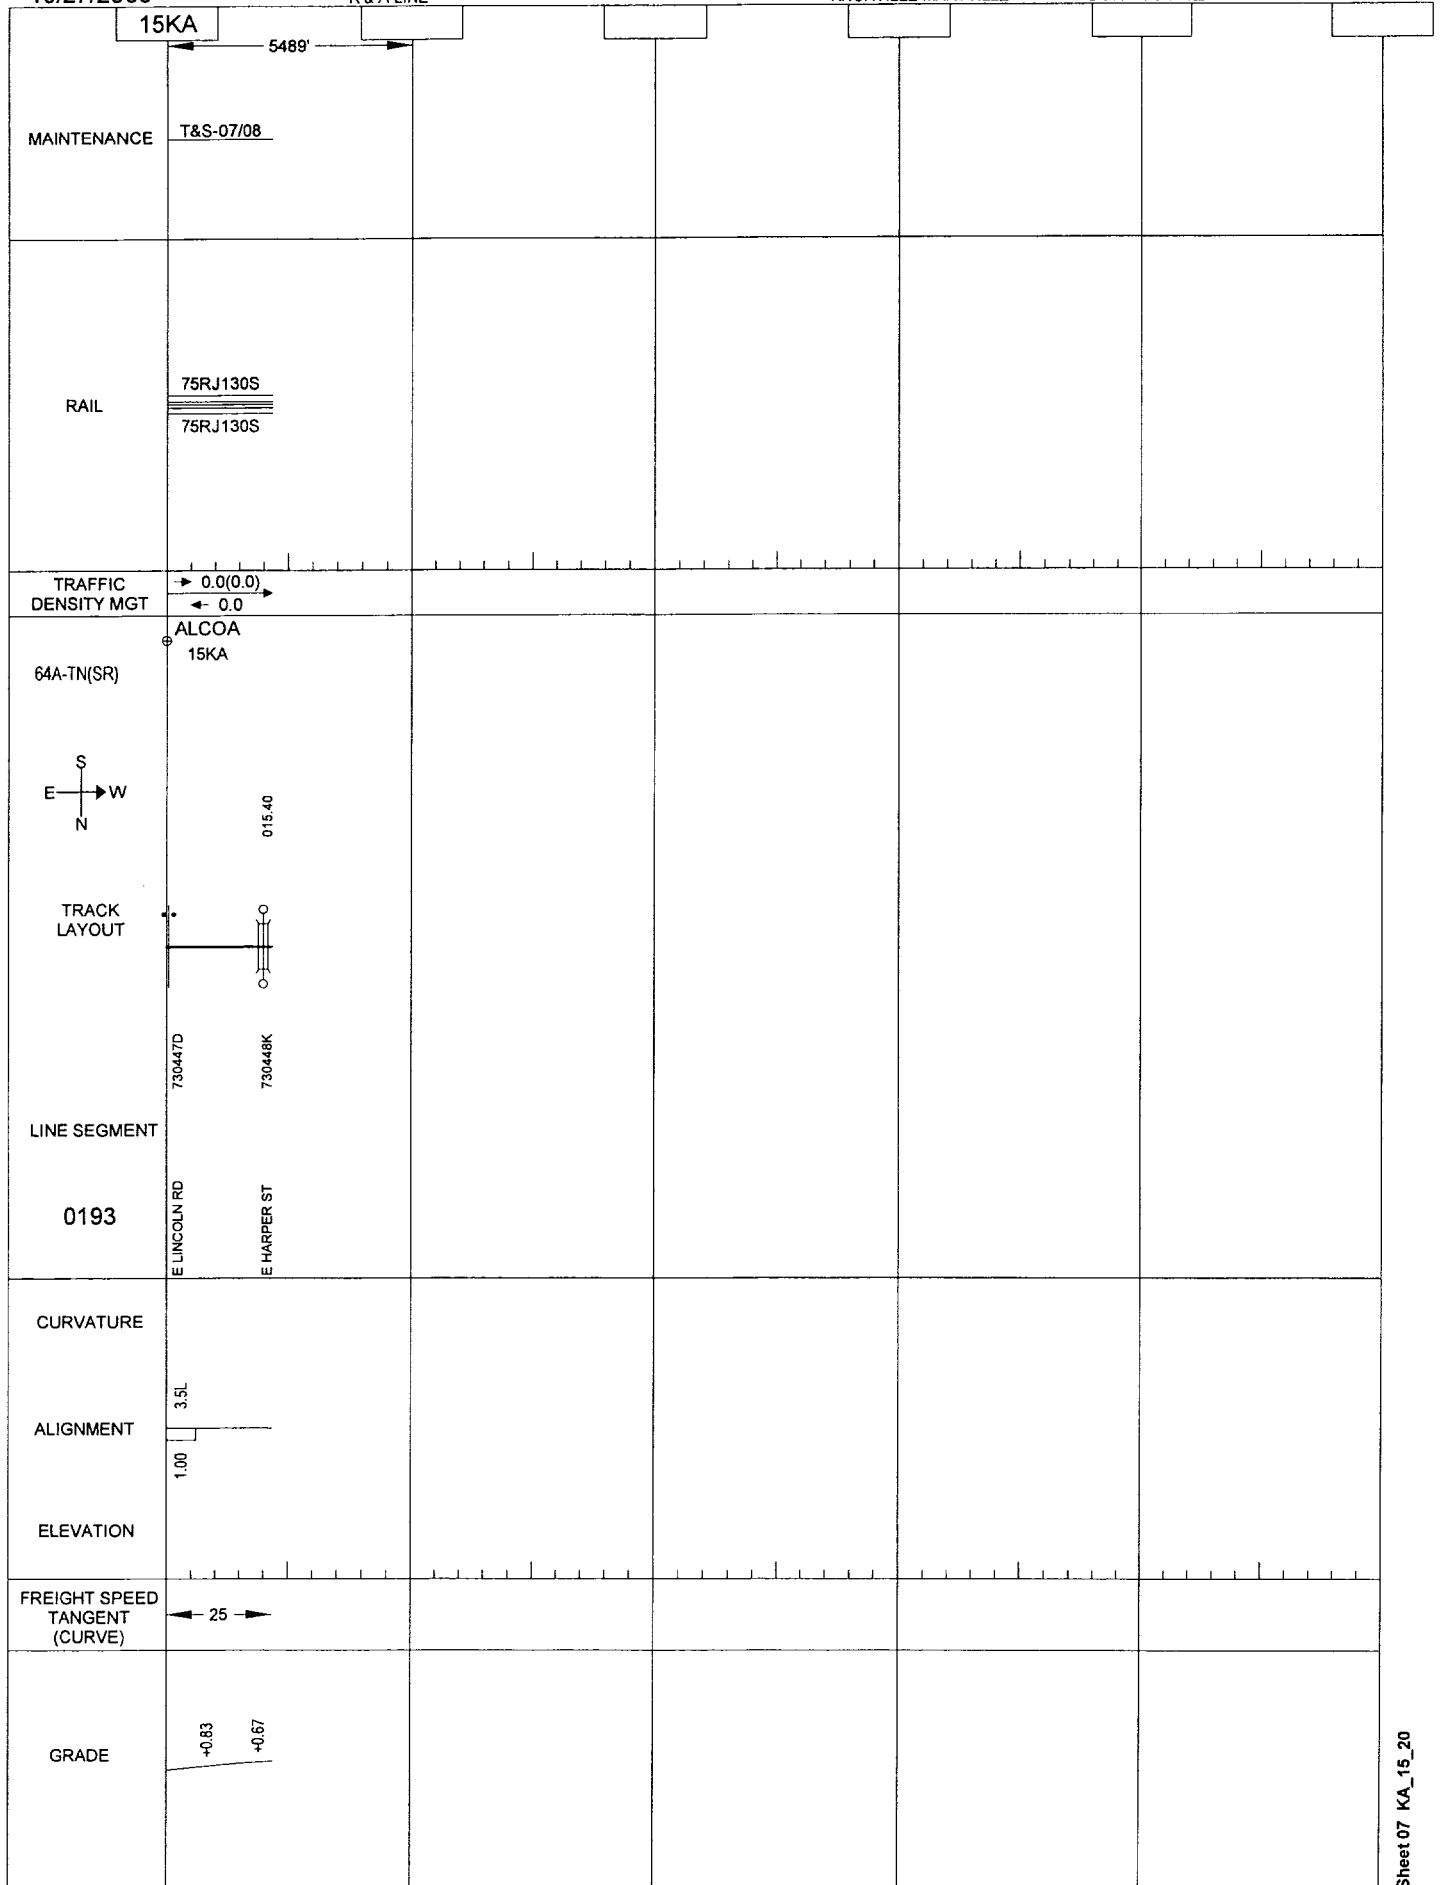 15KA
5489'
MAINTENANCE
T&S-07/08
RAIL
75RJ130S
75RJ130S
TRAFFIC
DENSITY MGT
0.0(0.0)
0.0
ALCOA
15KA
64A-TN(SR)
S
E
W
N
015.40
TRACK
LAYOUT
730447D
730448K
LINE SEGMENT
0193
E LINCOLN RD
E HARPER ST
CURVATURE
3.5L
ALIGNMENT
1.00
ELEVATION
FREIGHT SPEED
TANGENT
(CURVE)
25
GRADE
+0.83
+0.67
Sheet 07 KA_15_20